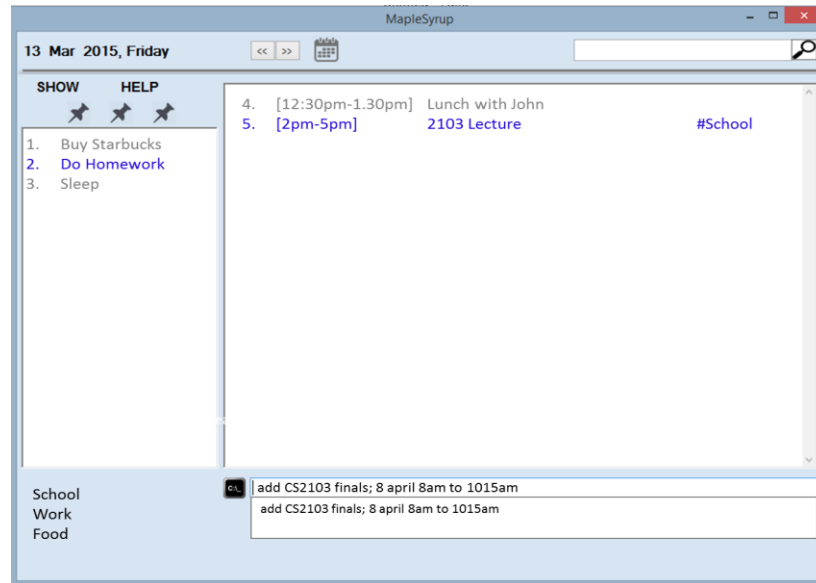 MapleSyrup
13 Mar 2015, Friday
<< >>
SHOW HELP
1. Buy Starbucks
2. Do Homework
3. Sleep
4. [12:30pm-1.30pm] Lunch with John
5. [2pm-5pm] 2103 Lecture #School
School
Work
Food
C:\_
add CS2103 finals; 8 april 8am to 1015am
add CS2103 finals; 8 april 8am to 1015am